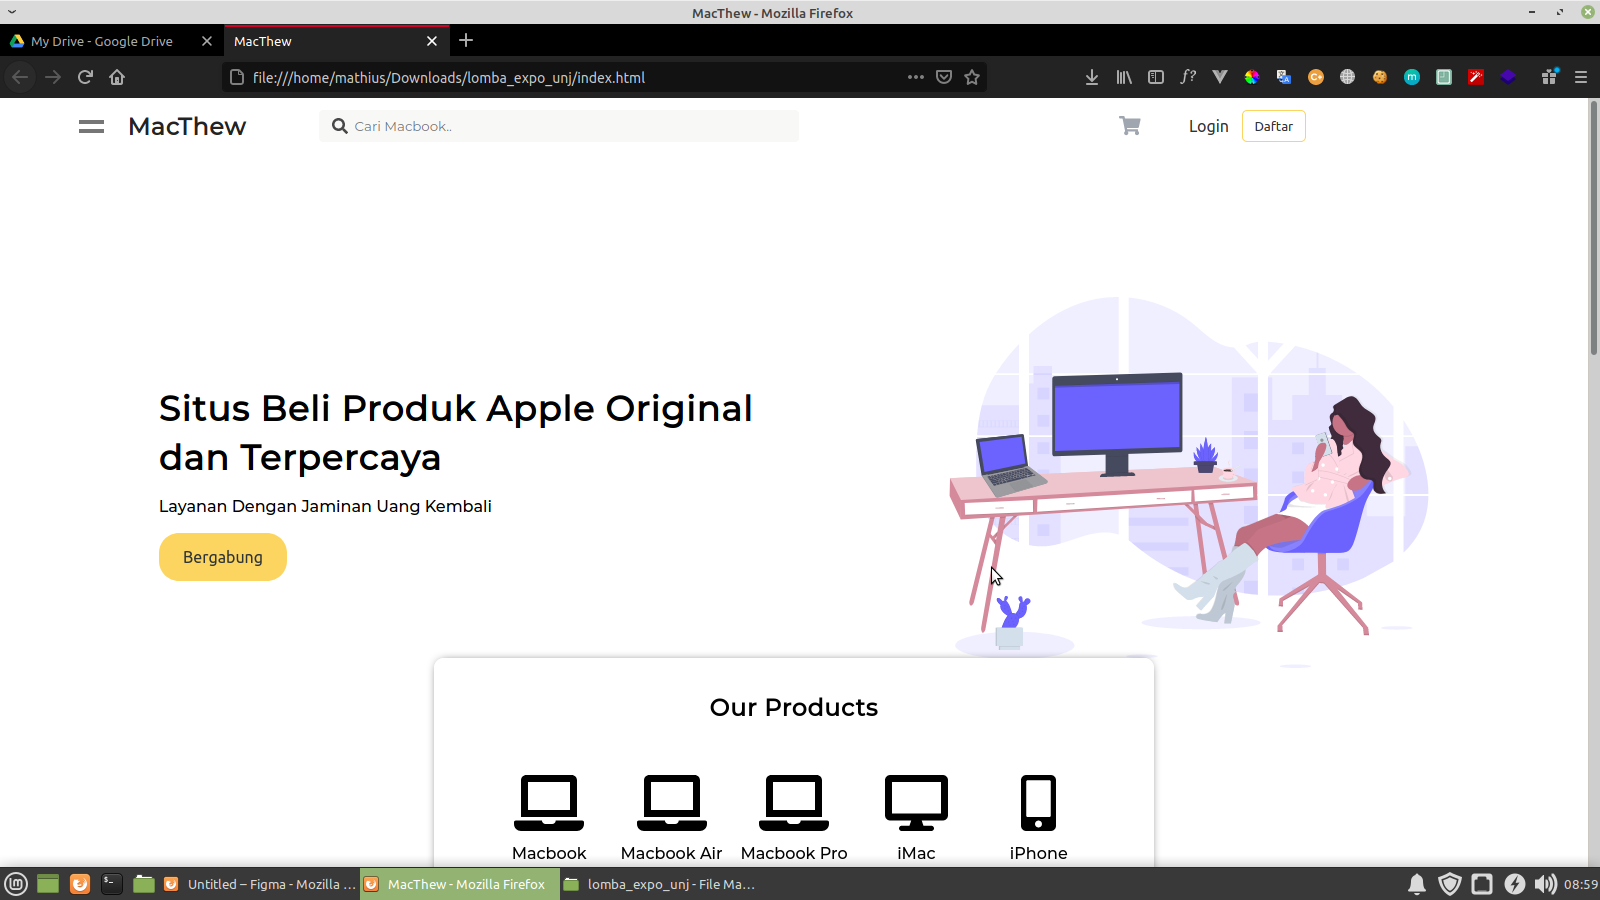 MacThew - Mozilla Firefox
My Drive - Google Drive
MacThew
file:///home/mathius/Downloads/lomba_expo_unj/index.html
MacThew
Cari Macbook..
Login
Daftar
Situs Beli Produk Apple Original
dan Terpercaya
Layanan Dengan Jaminan Uang Kembali
Bergabung
Our Products
Macbook
Macbook Air
Macbook Pro
iMac
iPhone
Untitled – Figma - Mozilla ...
MacThew - Mozilla Firefox
lomba_expo_unj - File Ma...
08:59